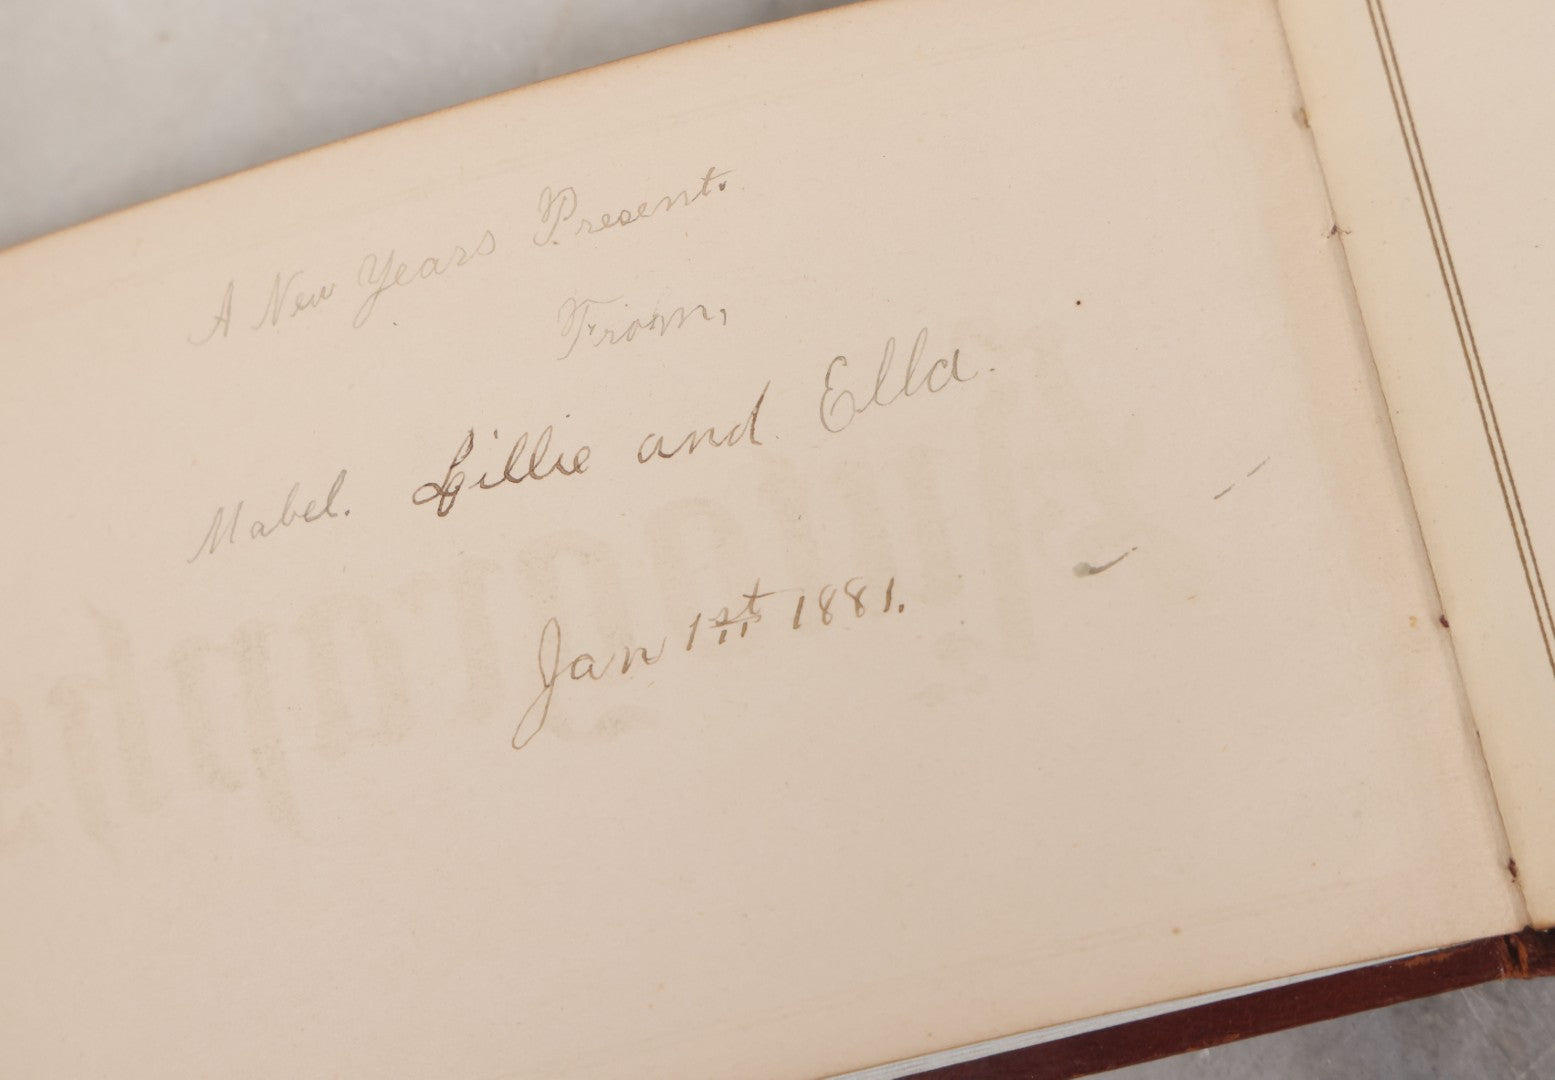 A New Years Present.
From,
Mabel. Lillie and Ella.
Jan 1st 1881.